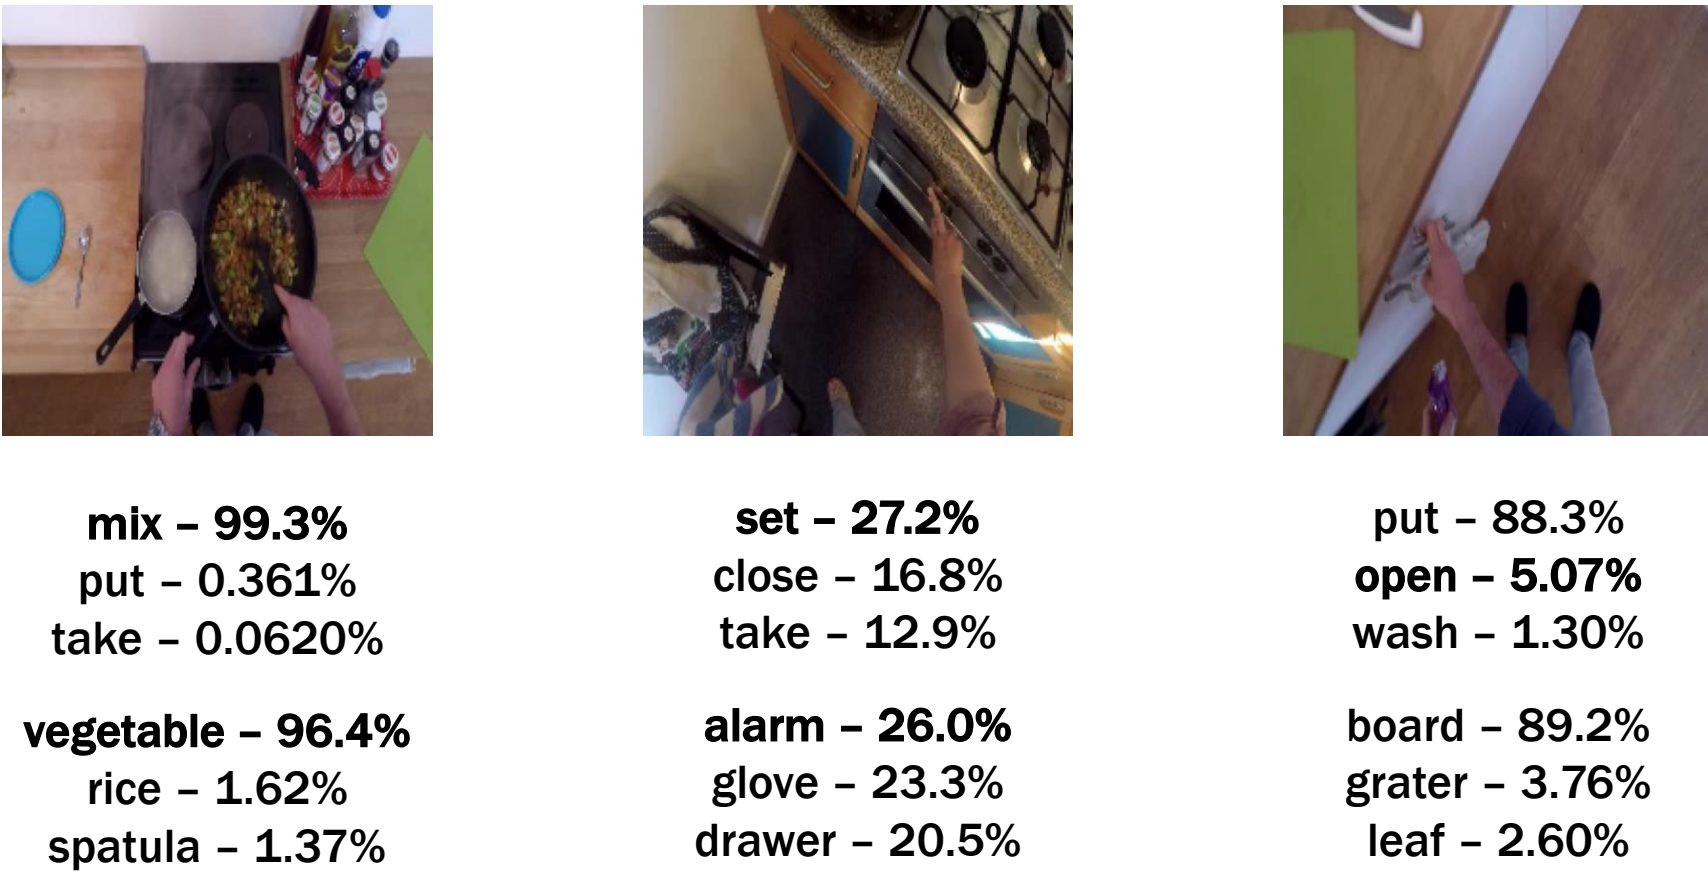 mix – 99.3%
put – 0.361%
take – 0.0620%
vegetable – 96.4%
rice – 1.62%
spatula – 1.37%
set – 27.2%
close – 16.8%
take – 12.9%
alarm – 26.0%
glove – 23.3%
drawer – 20.5%
put – 88.3%
open – 5.07%
wash – 1.30%
board – 89.2%
grater – 3.76%
leaf – 2.60%